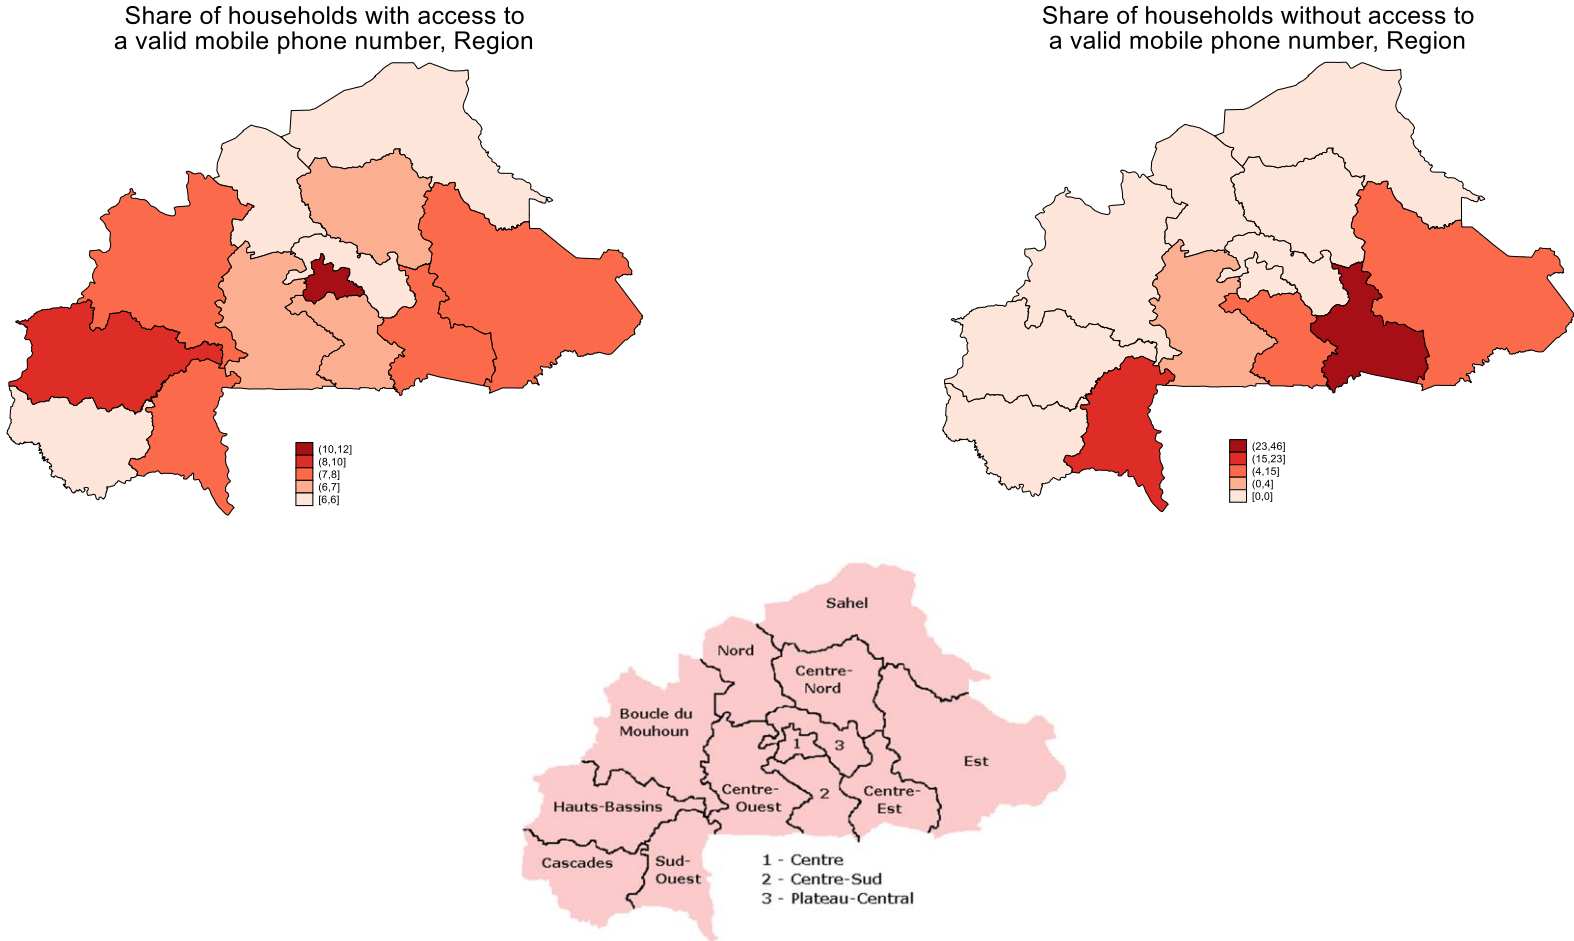 Share of households with access to
a valid mobile phone number, Region
(10,12]
(8,10]
(7,8]
(6,7]
[6,6]
Share of households without access to
a valid mobile phone number, Region
(23,46]
(15,23]
(4,15]
(0,4]
[0,0]
Sahel
Nord
Centre-
Nord
Boucle du
Mouhoun
1
3
Est
Centre-
Ouest
2
Centre-
Est
Hauts-Bassins
Cascades
Sud-
Ouest
1 - Centre
2 - Centre-Sud
3 - Plateau-Central